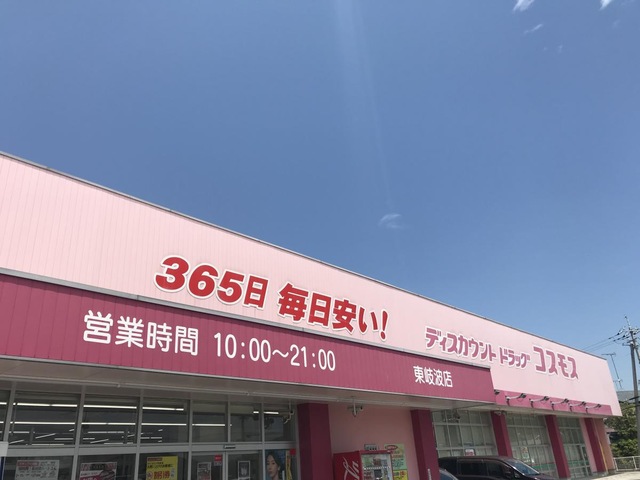 365日 毎日安い!
ディスカウント ドラッグ コスモス
営業時間 10:00〜21:00
東岐波店